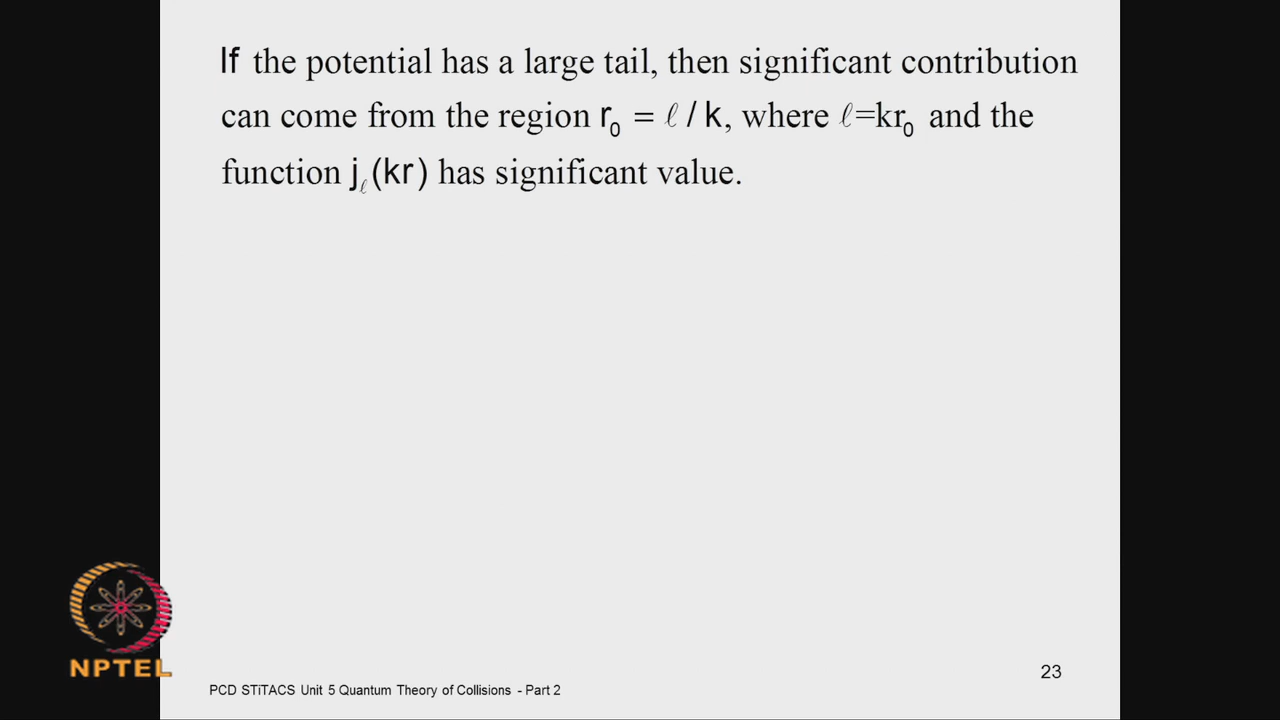 If the potential has a large tail, then significant contribution
can come from the region r₀ = ℓ / k, where ℓ=kr₀ and the
function jℓ(kr) has significant value.
NPTEL
23
PCD STiTACS Unit 5 Quantum Theory of Collisions - Part 2